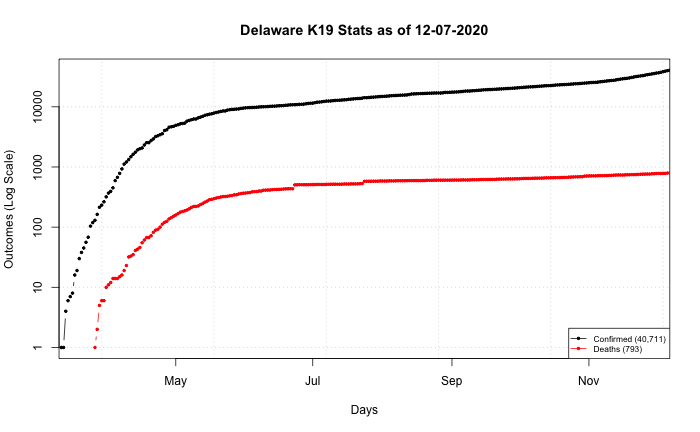 Delaware K19 Stats as of 12-07-2020
Outcomes (Log Scale)
10000
1000
100
10
1
May
Jul
Sep
Nov
Days
Confirmed (40,711)
Deaths (793)